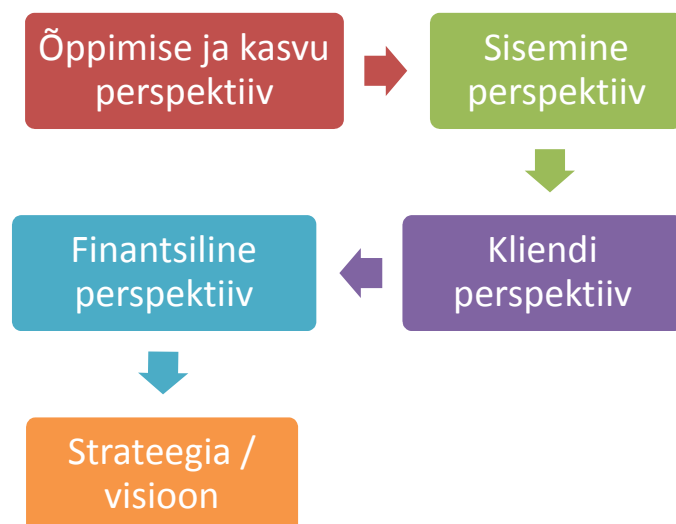 Õppimise ja kasvu
perspektiiv
Sisemine
perspektiiv
Kliendi
perspektiiv
Finantsiline
perspektiiv
Strateegia /
visioon